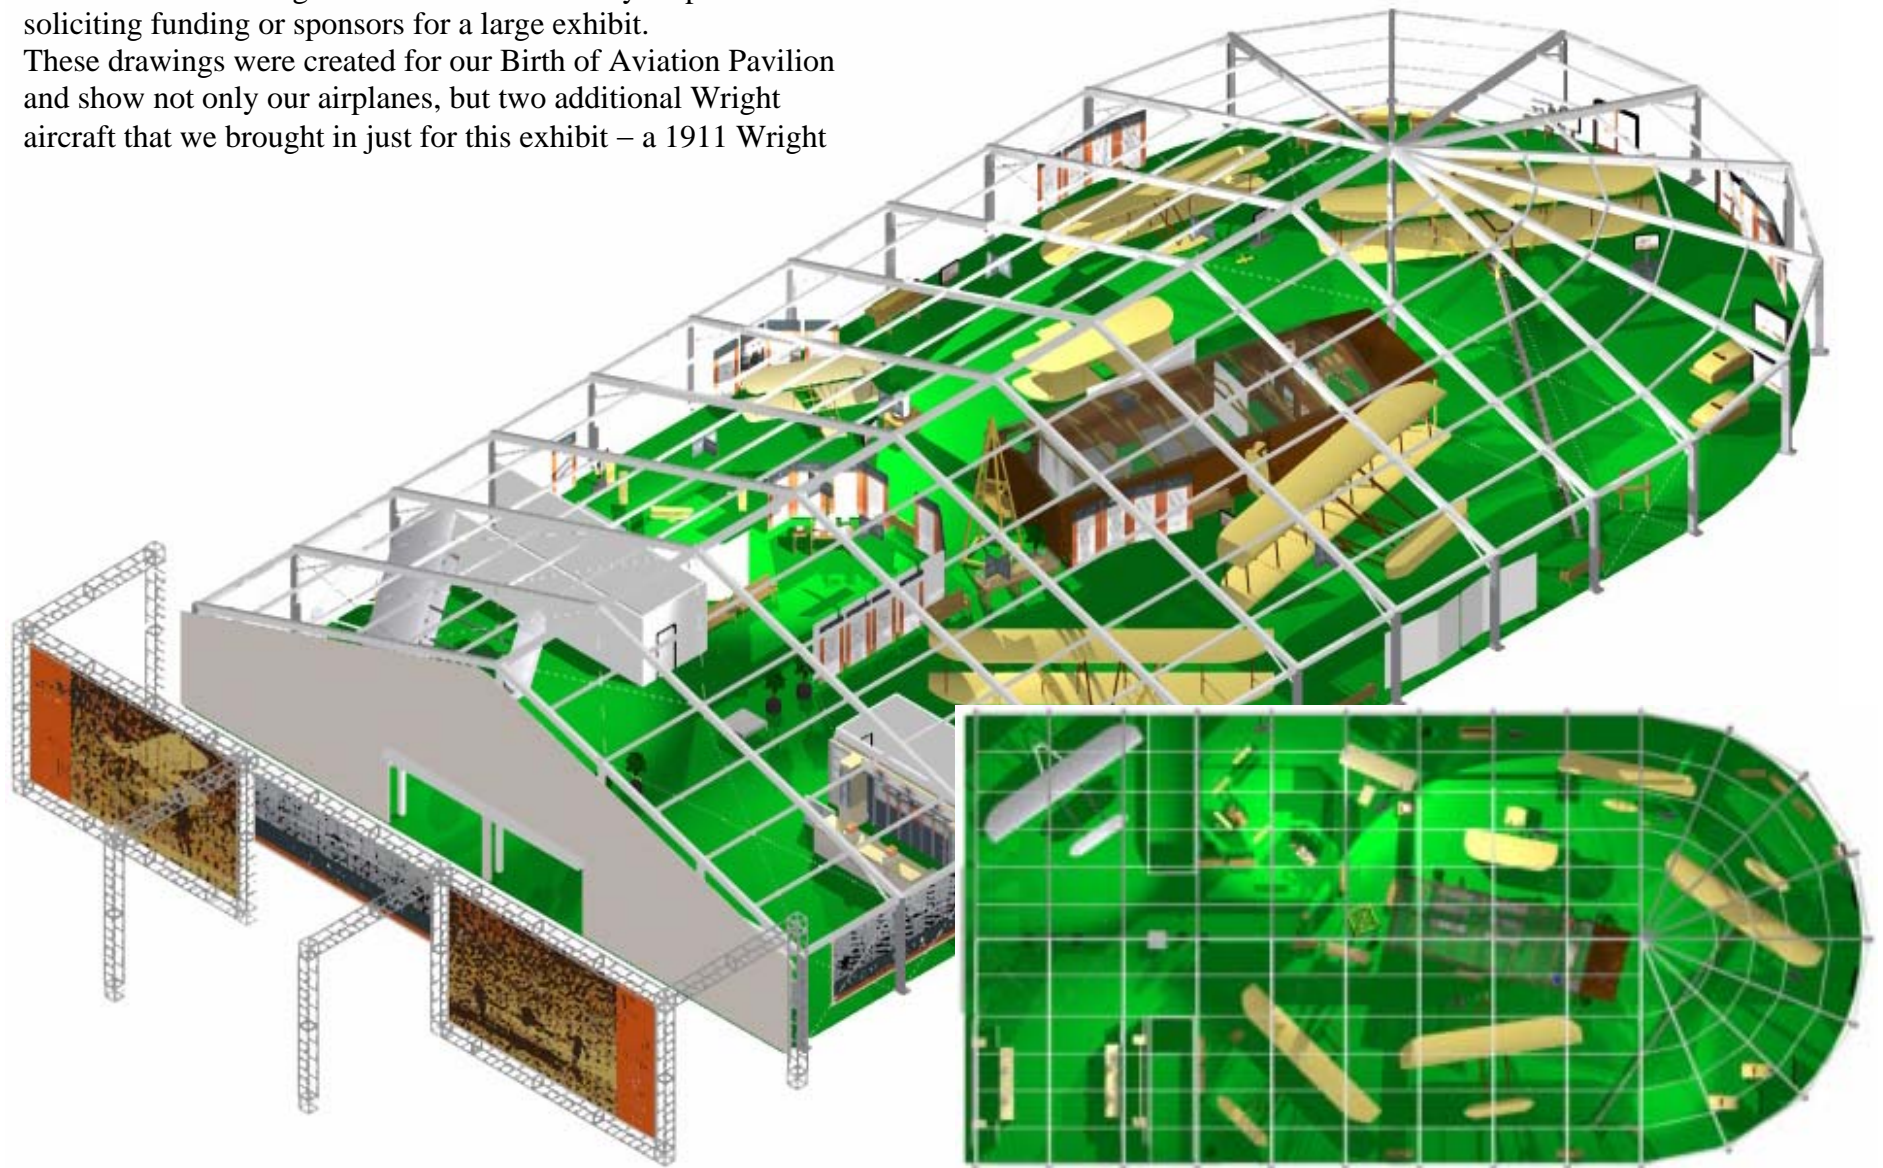 soliciting funding or sponsors for a large exhibit.
These drawings were created for our Birth of Aviation Pavilion
and show not only our airplanes, but two additional Wright
aircraft that we brought in just for this exhibit – a 1911 Wright